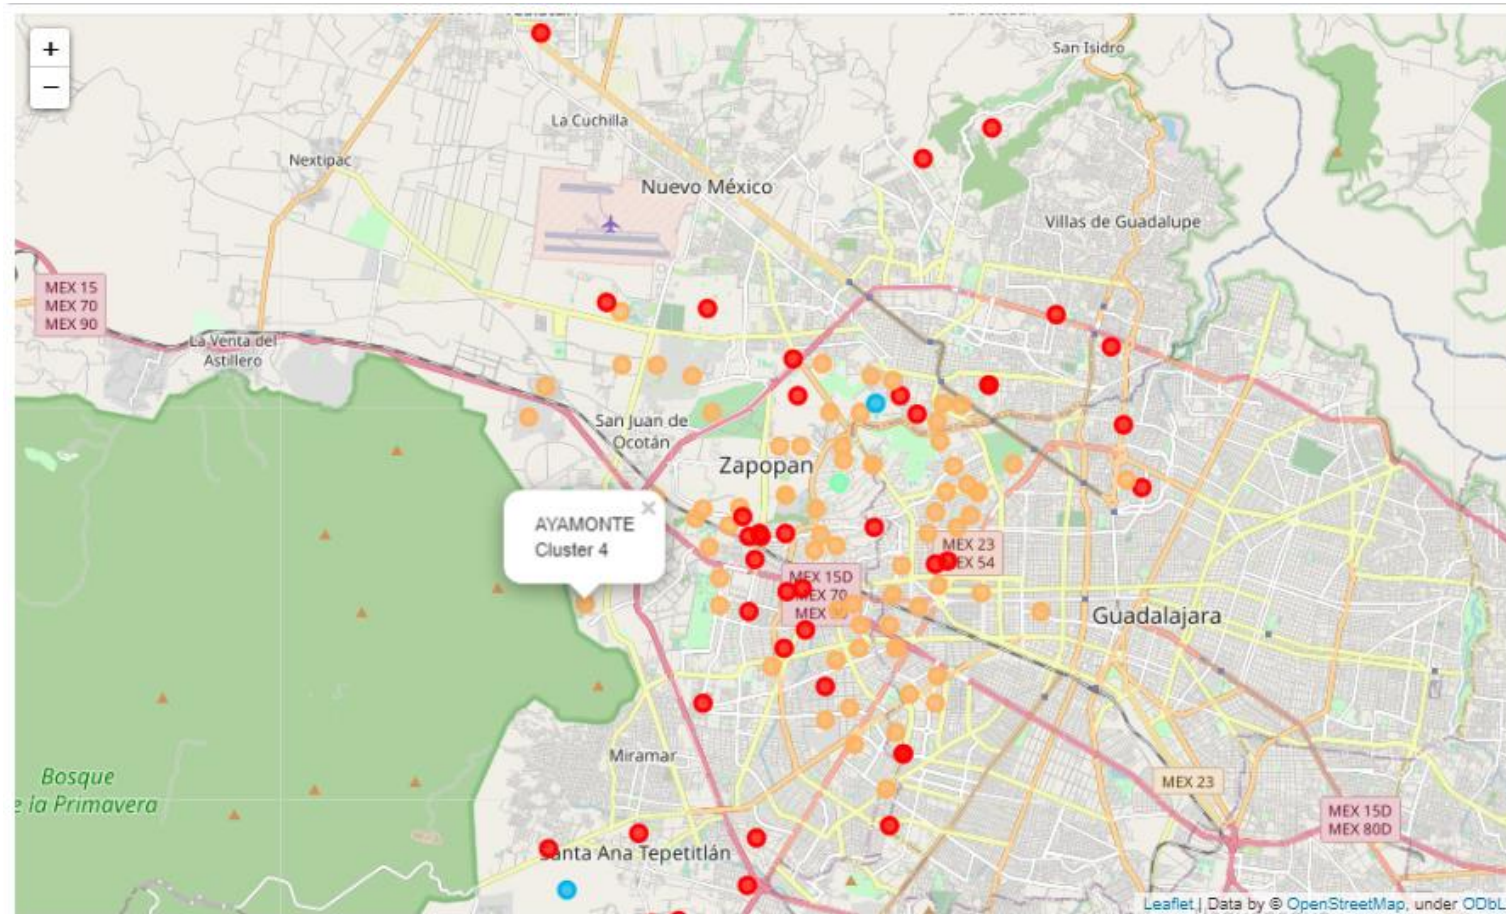 +
San Isidro
−
La Cuchilla
Nextipac
Nuevo México
Villas de Guadalupe
MEX 15
MEX 70
MEX 90
La Venta del
Astillero
San Juan de
Ocotán
Zapopan
AYAMONTE
Cluster 4
×
MEX 23
MEX 54
MEX 15D
MEX 70
MEX
Guadalajara
Miramar
Bosque
e la Primavera
MEX 23
MEX 15D
MEX 80D
Santa Ana Tepetitlán
Leaflet | Data by © OpenStreetMap, under ODbL